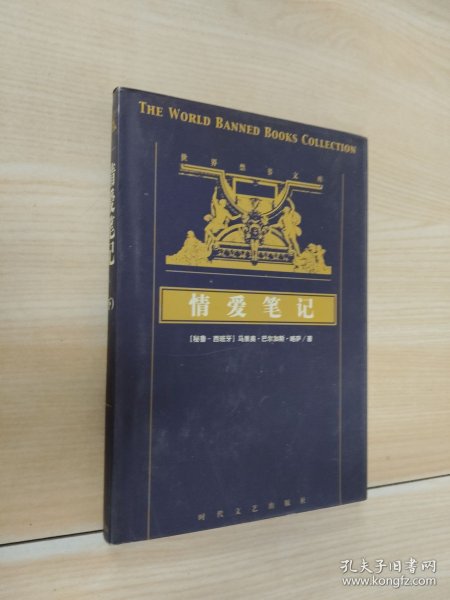 THE WORLD BANNED BOOKS COLLECTION
世界禁书文库
情爱笔记
[秘鲁－西班牙] 马里奥·巴尔加斯·略萨/著
时代文艺出版社
情爱笔记
孔夫子旧书网
www.kongfz.com